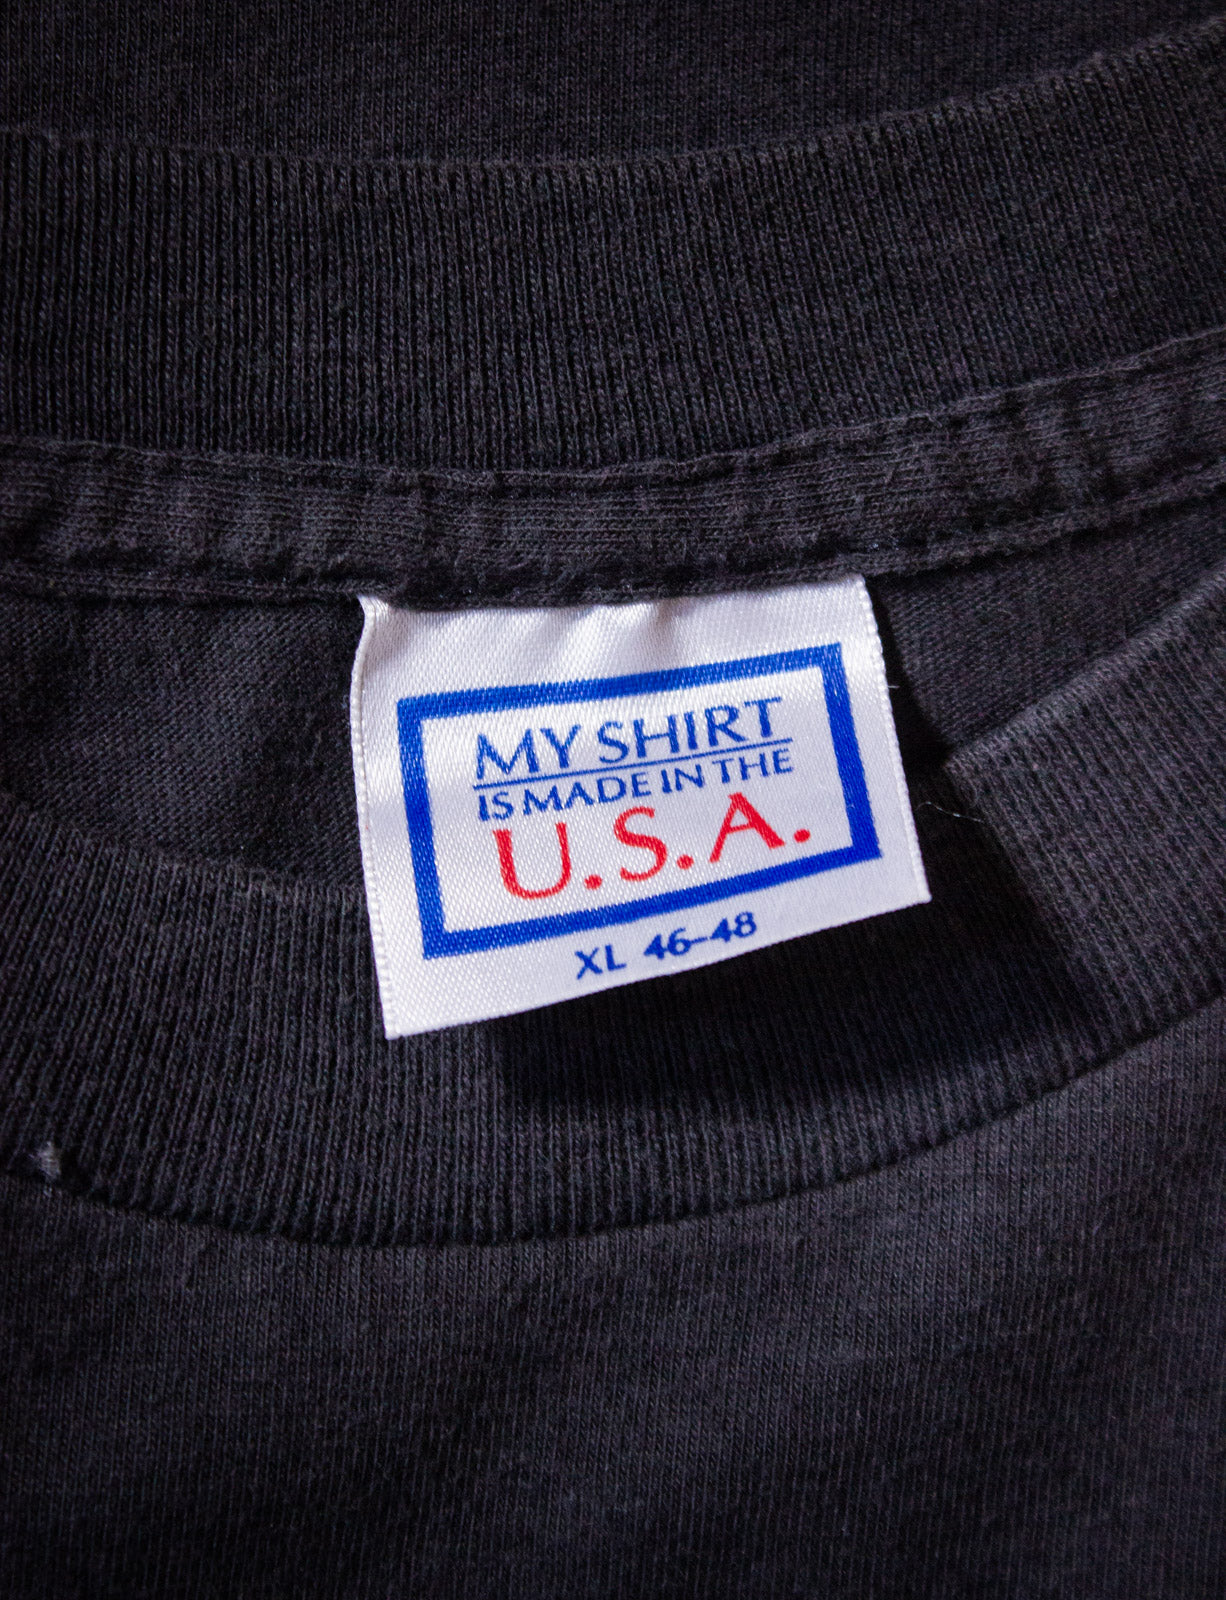 MY SHIRT
IS MADE IN THE
U.S.A.
XL 46-48